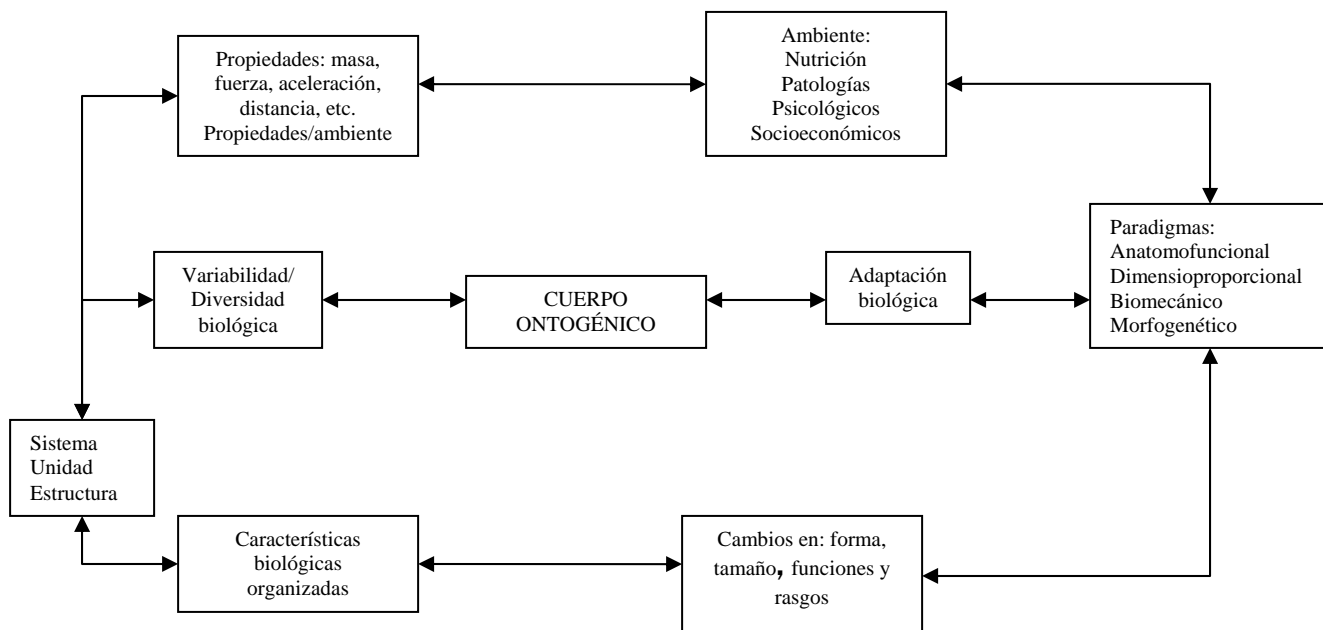 Propiedades: masa,
fuerza, aceleración,
distancia, etc.
Propiedades/ambiente
Ambiente:
Nutrición
Patologías
Psicológicos
Socioeconómicos
Variabilidad/
Diversidad
biológica
CUERPO
ONTOGÉNICO
Adaptación
biológica
Paradigmas:
Anatomofuncional
Dimensioproporcional
Biomecánico
Morfogenético
Sistema
Unidad
Estructura
Características
biológicas
organizadas
Cambios en: forma,
tamaño, funciones y
rasgos